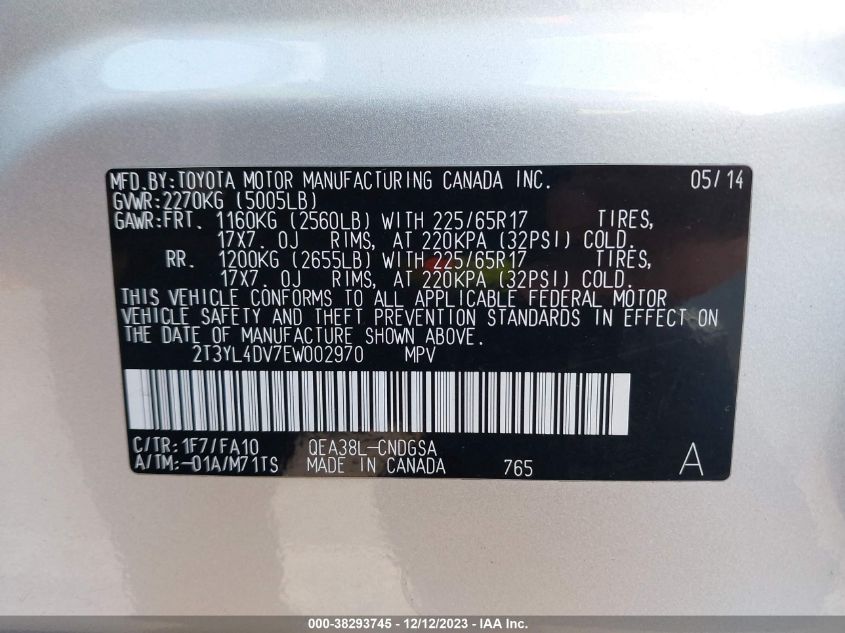 MFD.BY:TOYOTA MOTOR MANUFACTURING CANADA INC. 05/14
GVWR:2270KG (5005LB)
GAWR:FRT. 1160KG (2560LB) WITH 225/65R17 TIRES,
17X7.0J RIMS, AT 220KPA (32PSI) COLD.
RR. 1200KG (2655LB) WITH 225/65R17 TIRES,
17X7.0J RIMS, AT 220KPA (32PSI) COLD.
THIS VEHICLE CONFORMS TO ALL APPLICABLE FEDERAL MOTOR
VEHICLE SAFETY AND THEFT PREVENTION STANDARDS IN EFFECT ON
THE DATE OF MANUFACTURE SHOWN ABOVE.
2T3YL4DV7EW002970 MPV
C/TR:1F7/FA10 QEA38L-CNDGSA
A/TM:-01A/M71TS MADE IN CANADA 765 A
000-38293745 - 12/12/2023 - IAA Inc.